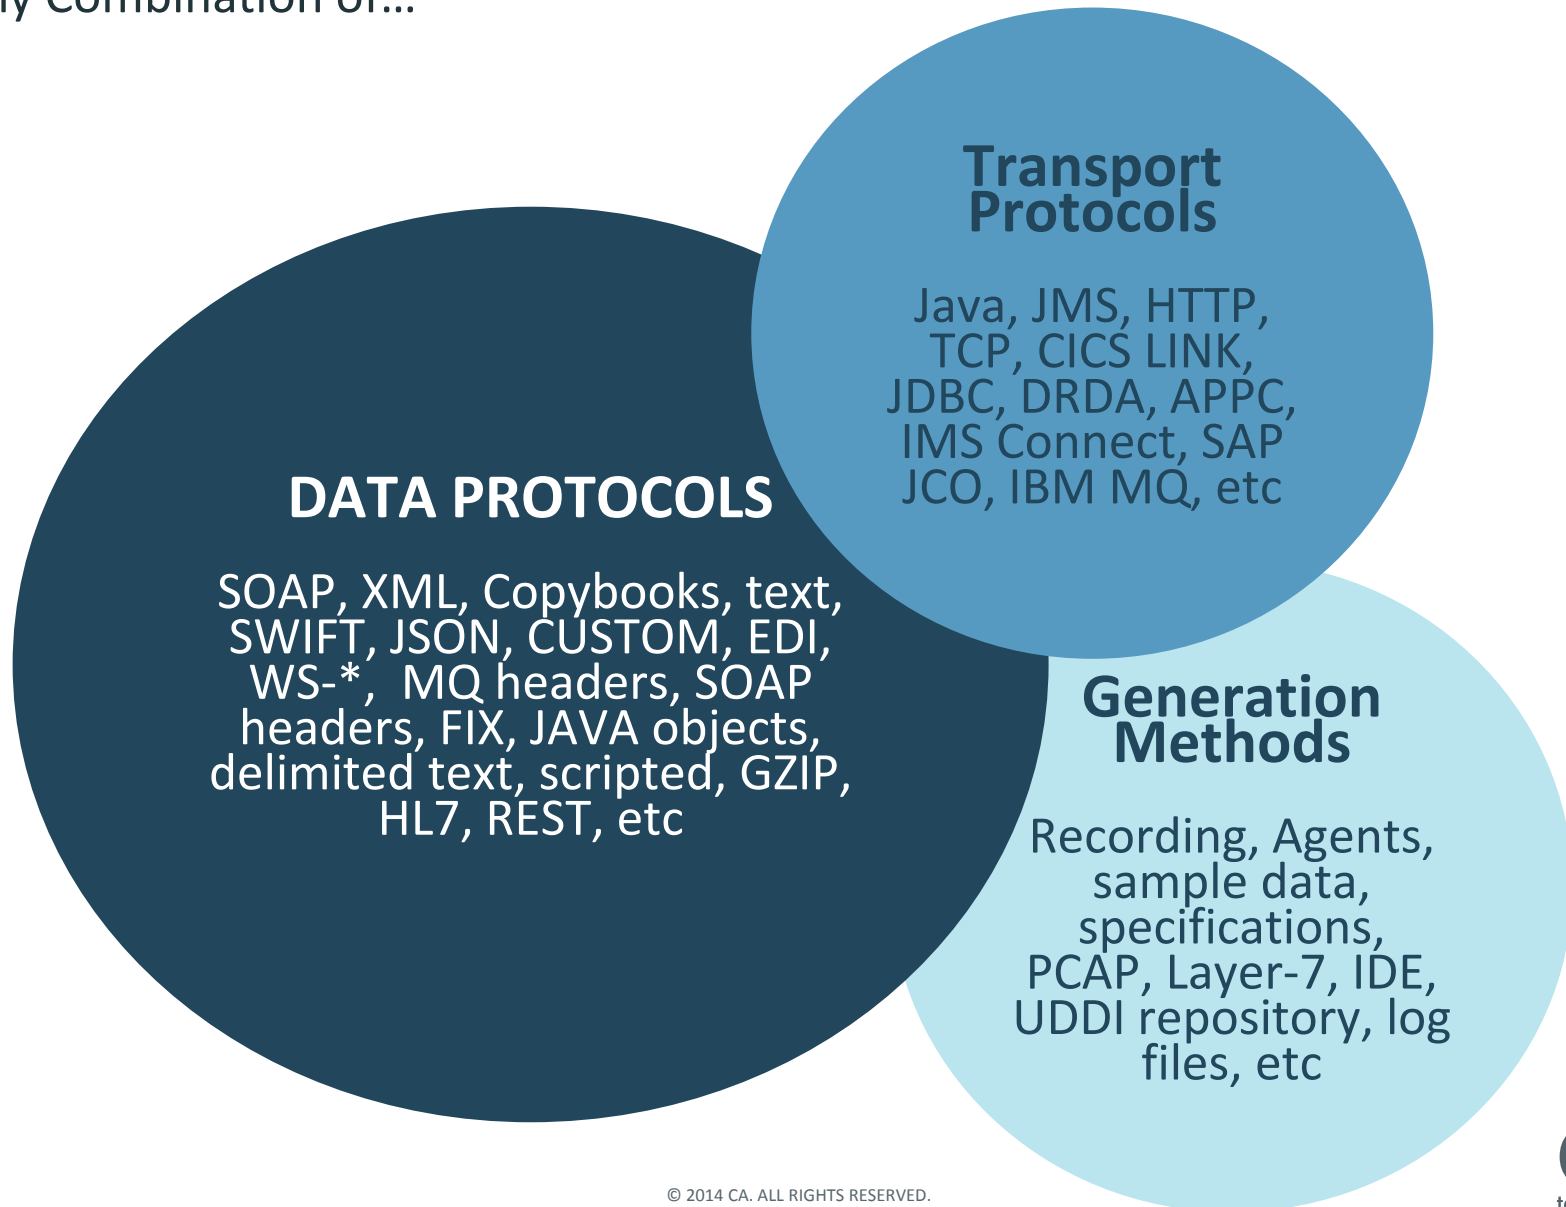 Combination of…
Transport
Protocols
Java, JMS, HTTP,
TCP, CICS LINK,
JDBC, DRDA, APPC,
IMS Connect, SAP
JCO, IBM MQ, etc
DATA PROTOCOLS
SOAP, XML, Copybooks, text,
SWIFT, JSON, CUSTOM, EDI,
WS-*,  MQ headers, SOAP
headers, FIX, JAVA objects,
delimited text, scripted, GZIP,
HL7, REST, etc
Generation
Methods
Recording, Agents,
sample data,
specifications,
PCAP, Layer-7, IDE,
UDDI repository, log
files, etc
© 2014 CA. ALL RIGHTS RESERVED.